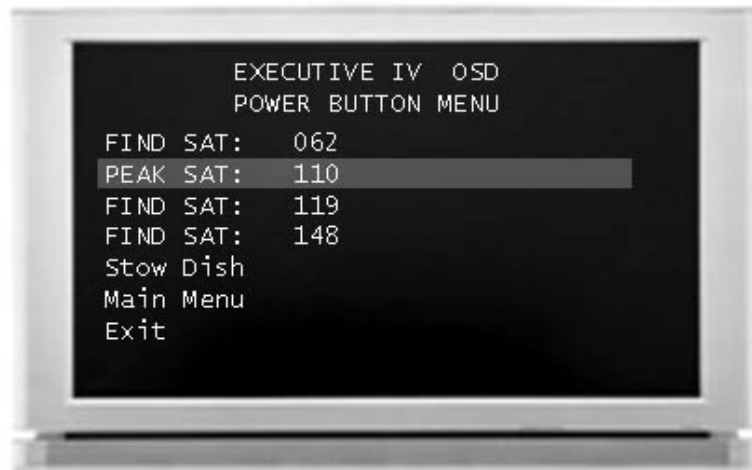 EXECUTIVE IV OSD
POWER BUTTON MENU
FIND SAT: 062
PEAK SAT: 110
FIND SAT: 119
FIND SAT: 148
Stow Dish
Main Menu
Exit